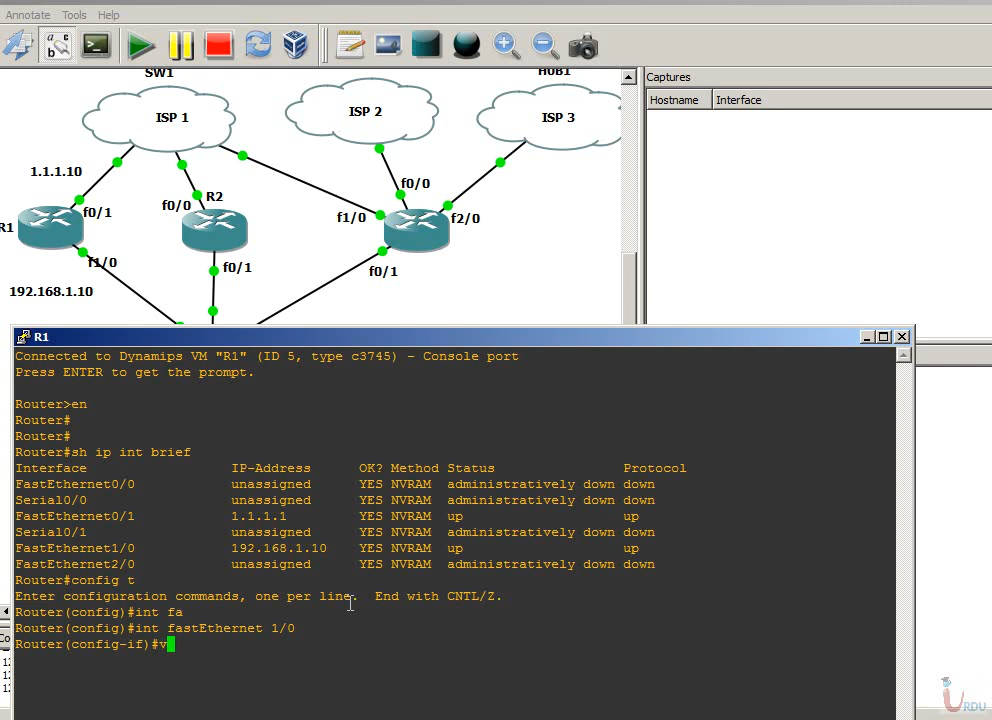 Annotate Tools Help
SW1
HUB1
Captures
Hostname Interface
ISP 1
ISP 2
ISP 3
1.1.1.10
f0/0
f0/1
f0/0
R2
f1/0
f2/0
R1
f1/0
f0/1
f0/1
192.168.1.10
R1
Connected to Dynamips VM "R1" (ID 5, type c3745) - Console port
Press ENTER to get the prompt.
Router>en
Router#
Router#
Router#sh ip int brief
Interface IP-Address OK? Method Status Protocol
FastEthernet0/0 unassigned YES NVRAM administratively down down
Serial0/0 unassigned YES NVRAM administratively down down
FastEthernet0/1 1.1.1.1 YES NVRAM up up
Serial0/1 unassigned YES NVRAM administratively down down
FastEthernet1/0 192.168.1.10 YES NVRAM up up
FastEthernet2/0 unassigned YES NVRAM administratively down down
Router#config t
Enter configuration commands, one per line. End with CNTL/Z.
Router(config)#int fa
Router(config)#int fastEthernet 1/0
Router(config-if)#v
Co
12
12
12
URDU